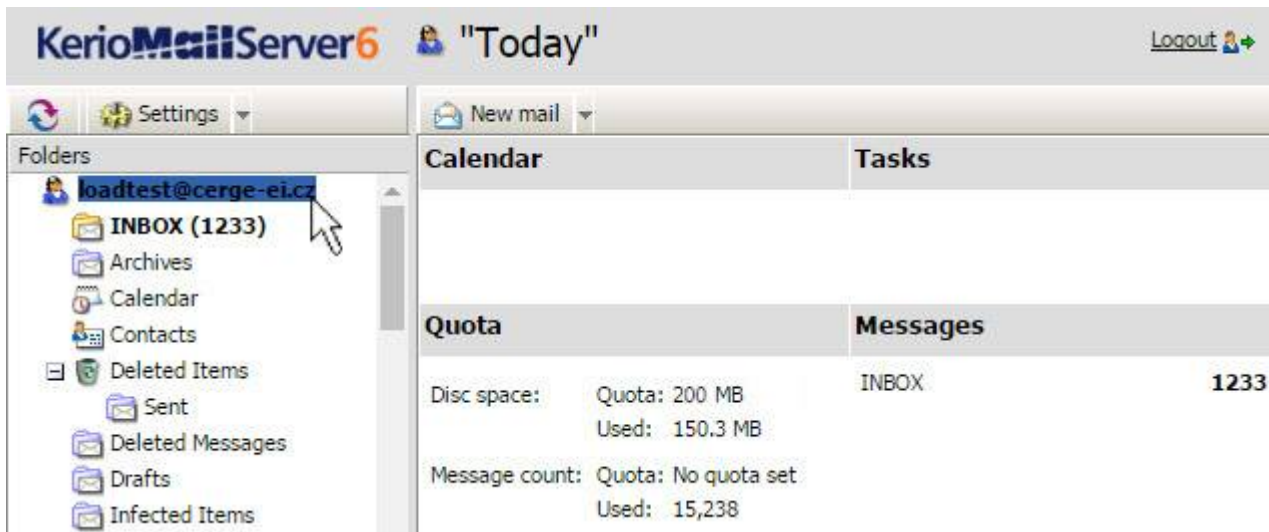 KerioMailServer6 "Today" Logout
Settings New mail
Folders
loadtest@cerge-ei.cz
INBOX (1233)
Archives
Calendar
Contacts
Deleted Items
Sent
Deleted Messages
Drafts
Infected Items
Calendar Tasks
Quota Messages
Disc space: Quota: 200 MB
Used: 150.3 MB
Message count: Quota: No quota set
Used: 15,238
INBOX 1233